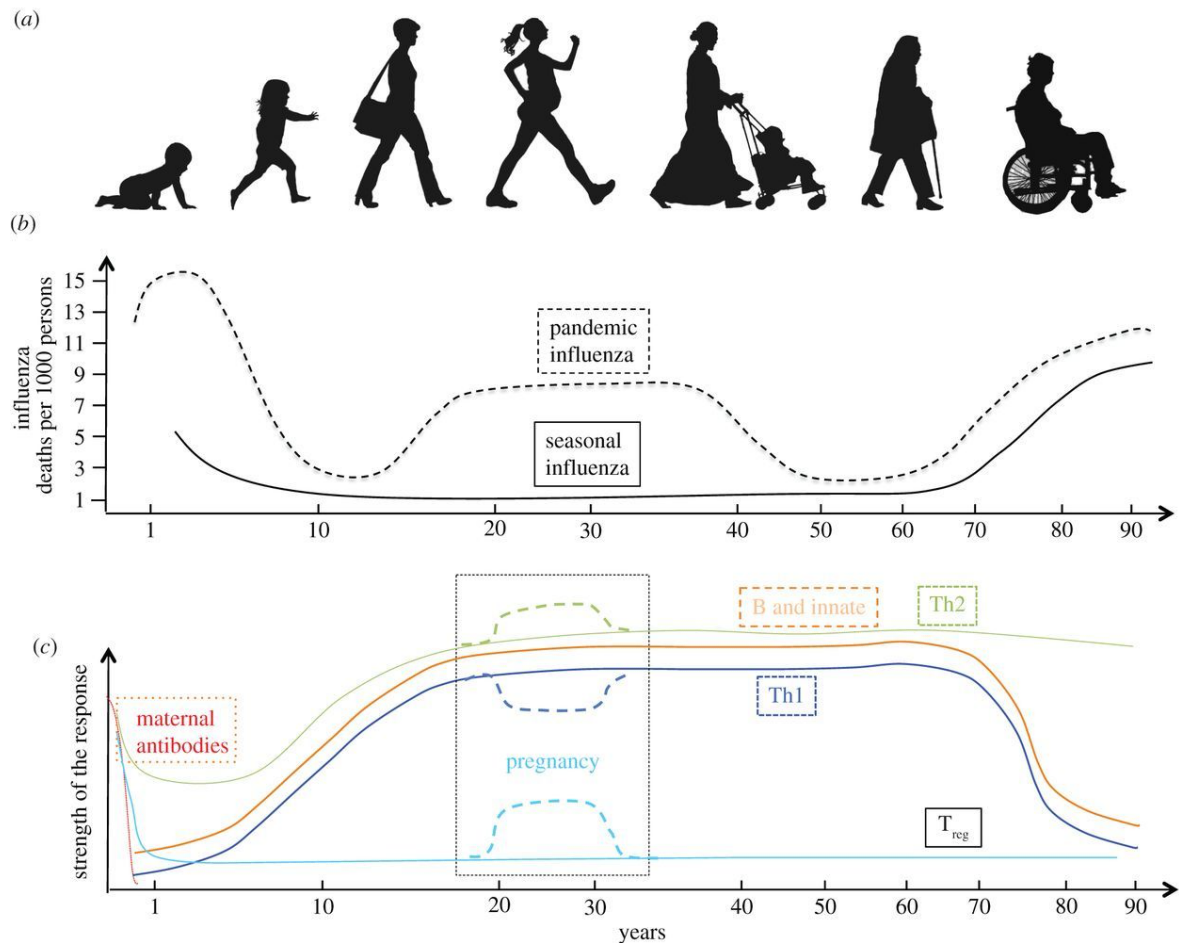 (a)
(b)
influenza
deaths per 1000 persons
15
13
11
9
7
5
3
1
pandemic
influenza
seasonal
influenza
1 10 20 30 40 50 60 70 80 90
(c)
strength of the response
maternal
antibodies
B and innate
Th2
Th1
pregnancy
Treg
1 10 20 30 40 50 60 70 80 90
years